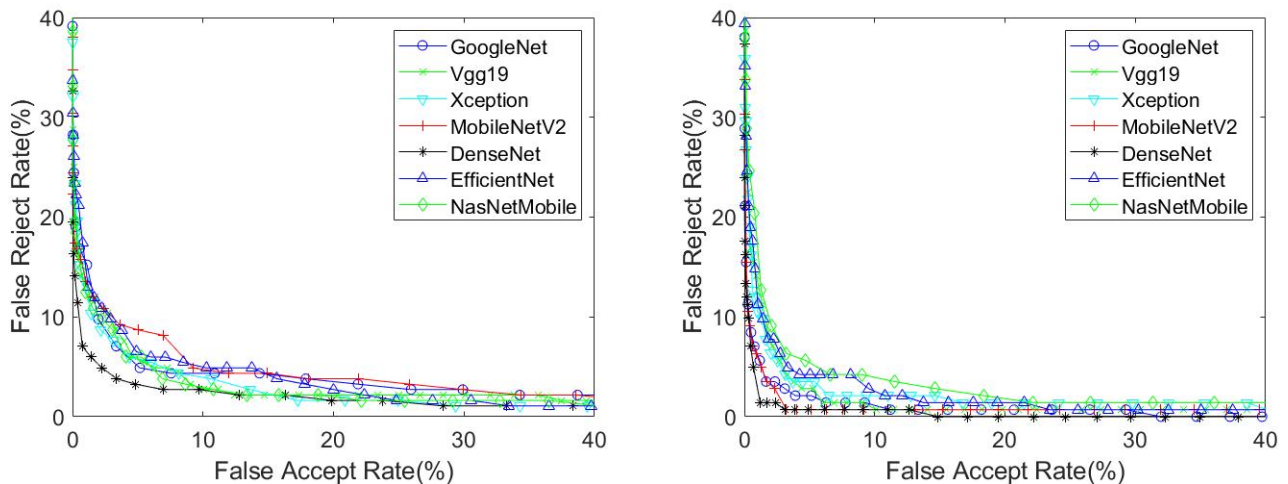 False Reject Rate(%)
40
30
20
10
0
GoogleNet
Vgg19
Xception
MobileNetV2
DenseNet
EfficientNet
NasNetMobile
0 10 20 30 40
False Accept Rate(%)
False Reject Rate(%)
40
30
20
10
0
GoogleNet
Vgg19
Xception
MobileNetV2
DenseNet
EfficientNet
NasNetMobile
0 10 20 30 40
False Accept Rate(%)